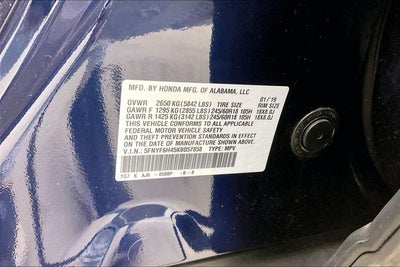 MFD. BY HONDA MFG. OF ALABAMA, LLC 01/19
GVWR 2650 KG(5842 LBS) TIRE SIZE RIM SIZE
GAWR F 1295 KG(2855 LBS)245/60R18 105H 18X8.0J
GAWR R 1425 KG(3142 LBS)245/60R18 105H 18X8.0J
THIS VEHICLE CONFORMS TO ALL APPLICABLE
FEDERAL MOTOR VEHICLE SAFETY
AND THEFT PREVENTION STANDARDS IN EFFECT
ON THE DATE OF MANUFACTURE SHOWN ABOVE.
V.I.N.: 5FNYF6H45KB057858 TYPE: MPV